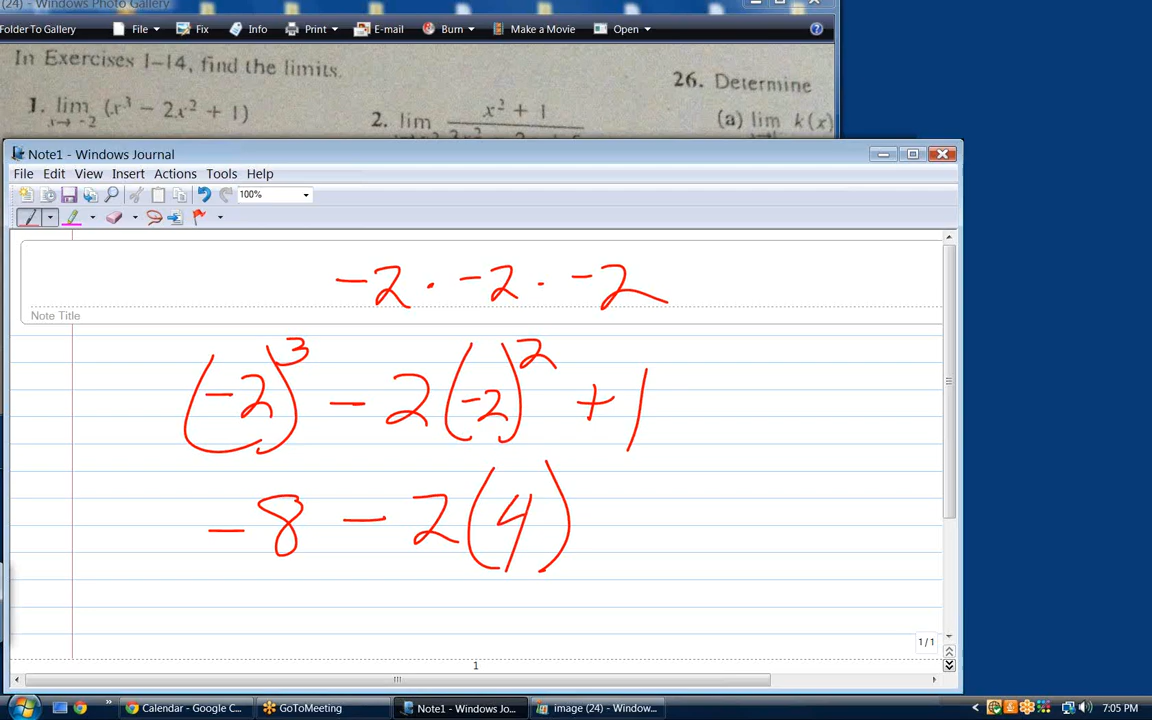 (24) - Windows Photo Gallery
Folder To Gallery File Fix Info Print E-mail Burn Make a Movie Open
In Exercises 1–14, find the limits.
1. lim (x³ − 2x² + 1)
x→ −2
2. lim x² + 1
26. Determine
(a) lim k(x)
Note1 - Windows Journal
File Edit View Insert Actions Tools Help
100%
-2 · -2 · -2
Note Title
(-2)³ - 2(-2)² + 1
-8 - 2(4)
1/1
1
Calendar - Google C... GoToMeeting Note1 - Windows Jo... image (24) - Window... 7:05 PM